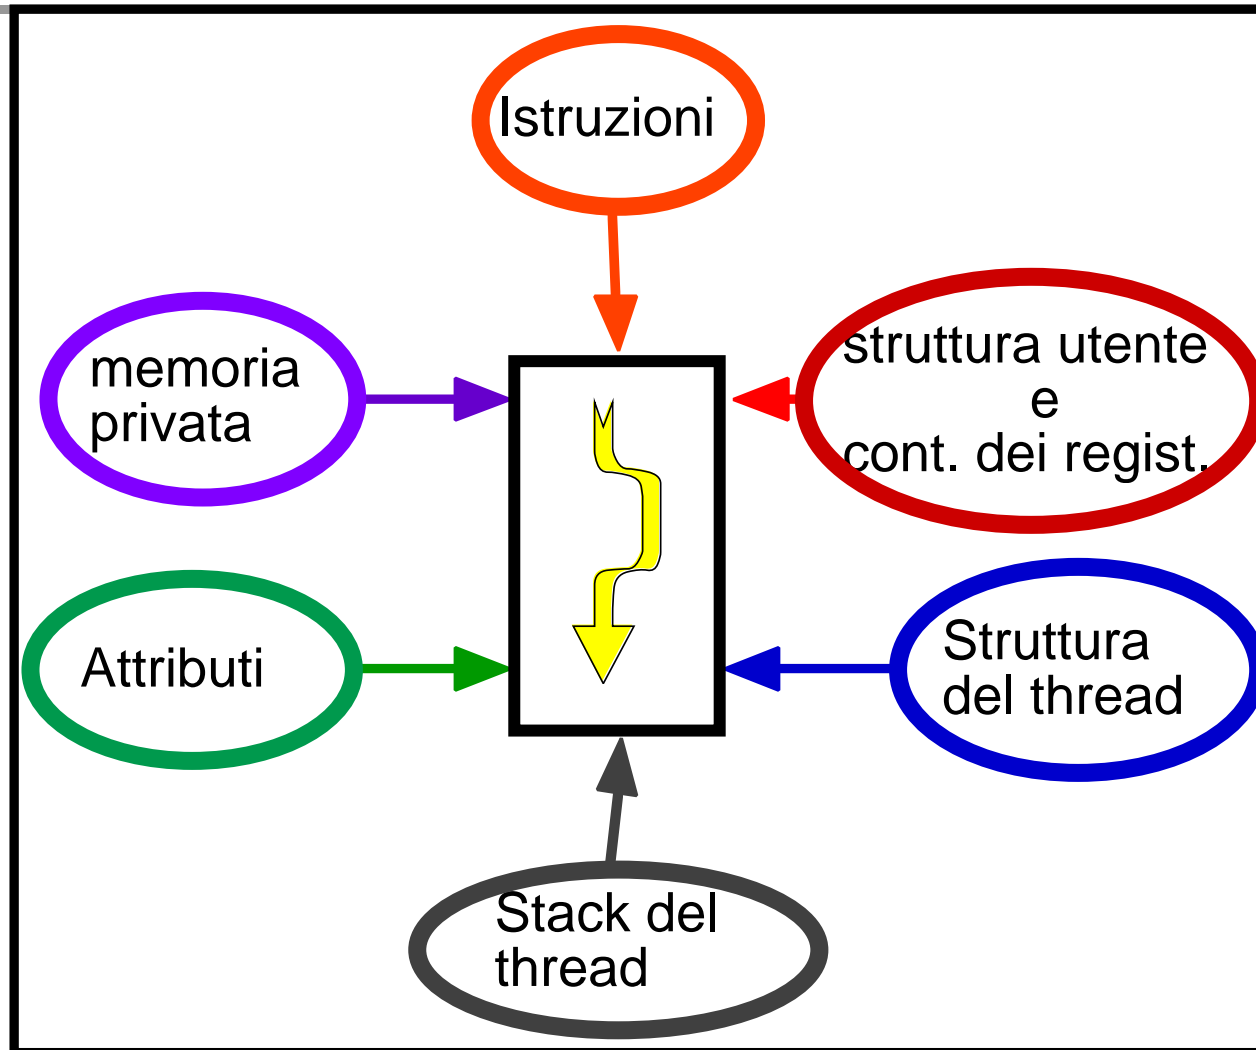 Istruzioni
memoria
privata
struttura utente
e
cont. dei regist.
Attributi
Struttura
del thread
Stack del
thread